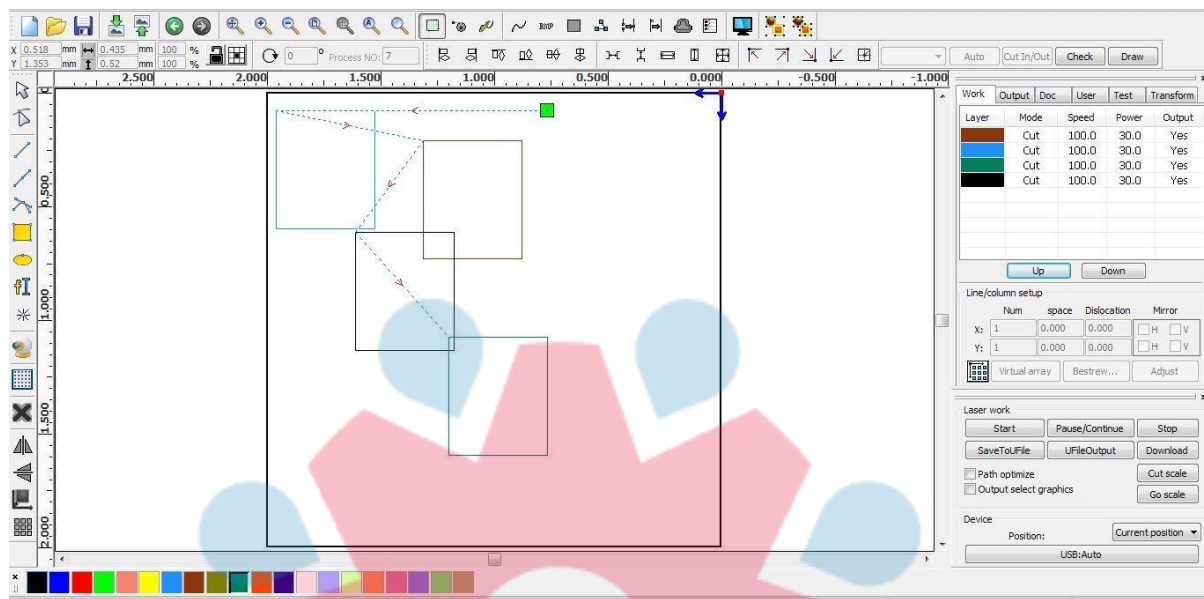 BMP
X 0.518 mm 0.435 mm 100 %
Y 1.353 mm 0.52 mm 100 %
0 ° Process NO: 7
Auto Cut In/Out Check Draw
2.5000 2.000 1.500 1.000 0.500 0.000 -0.500 -1.000
0.500
1.000
1.500
2.000
Work Output Doc User Test Transform
Layer Mode Speed Power Output
Cut 100.0 30.0 Yes
Cut 100.0 30.0 Yes
Cut 100.0 30.0 Yes
Cut 100.0 30.0 Yes
Up Down
Line/column setup
Num space Dislocation Mirror
X: 1 0.000 0.000 H V
Y: 1 0.000 0.000 H V
Virtual array Bestrew... Adjust
Laser work
Start Pause/Continue Stop
SaveToUFile UFileOutput Download
Path optimize Cut scale
Output select graphics Go scale
Device
Position: Current position
USB:Auto